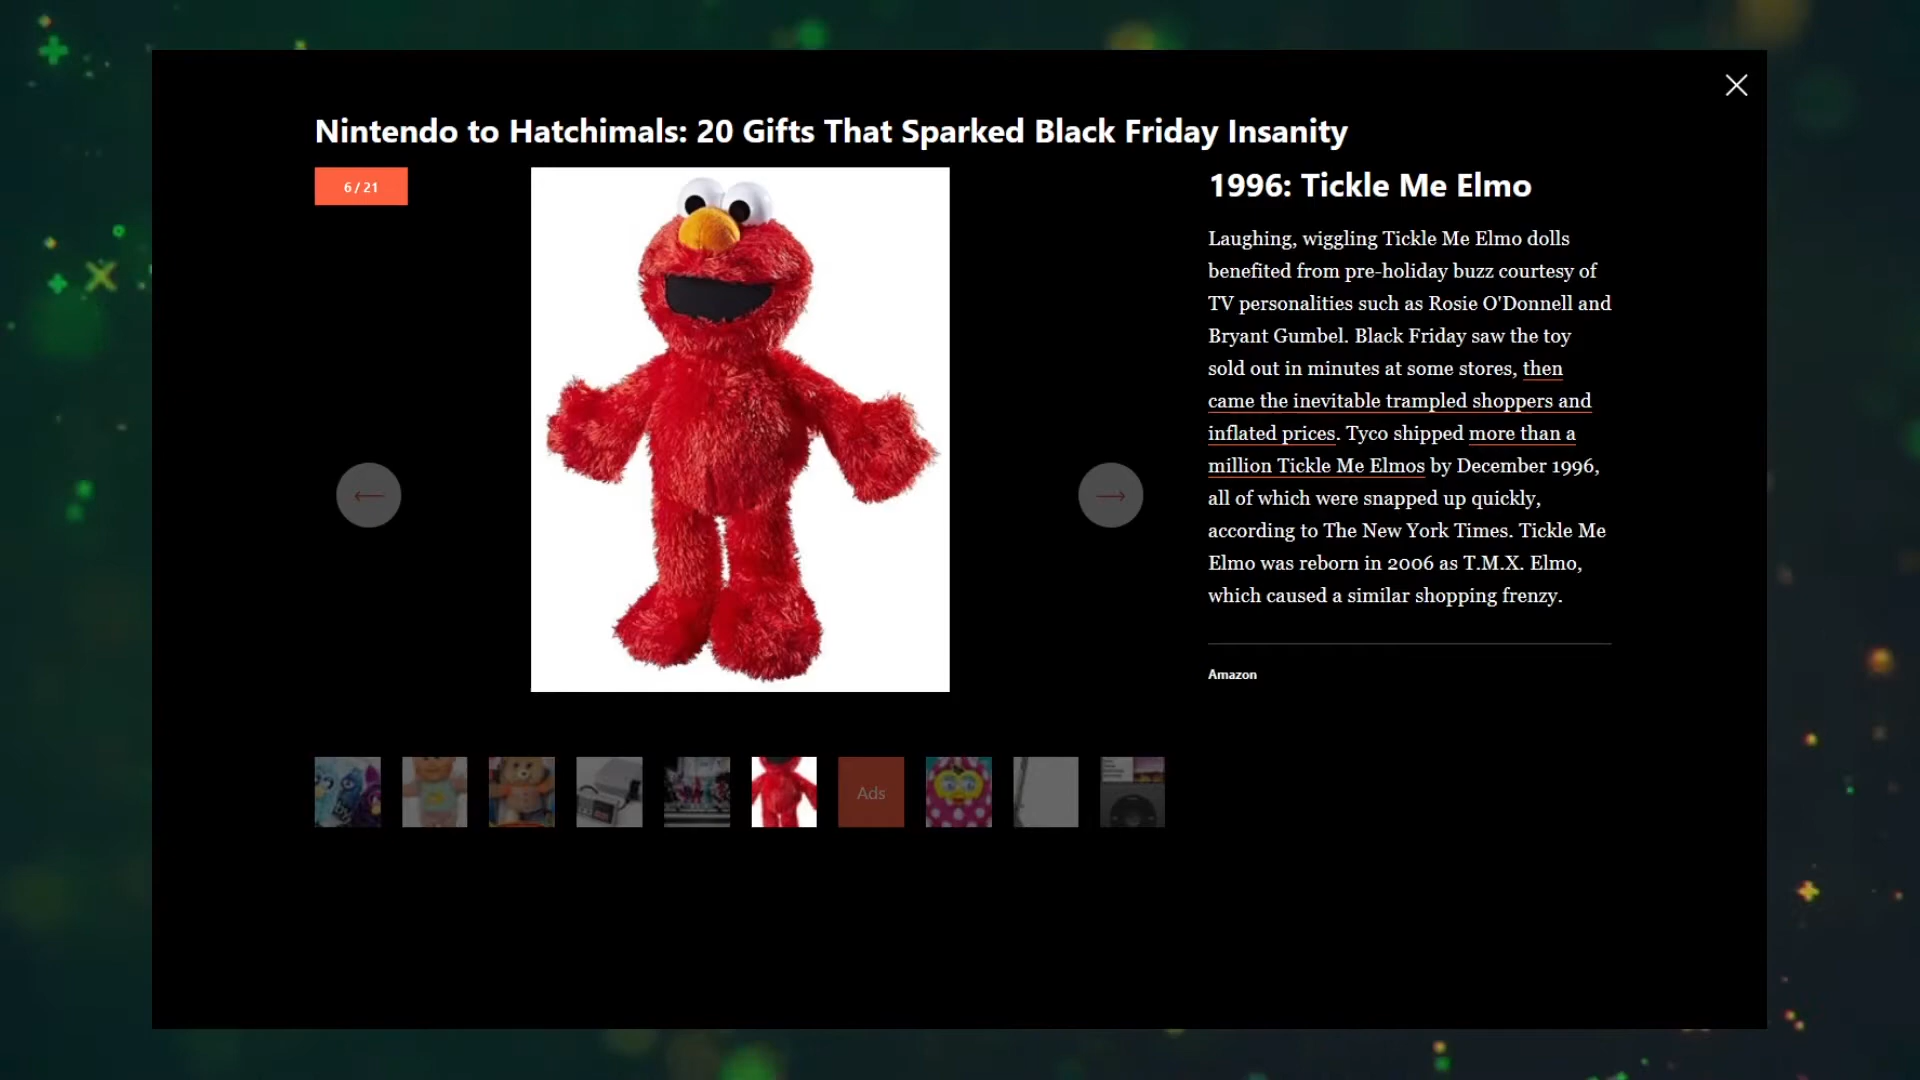 Nintendo to Hatchimals: 20 Gifts That Sparked Black Friday Insanity
6 / 21
1996: Tickle Me Elmo
Laughing, wiggling Tickle Me Elmo dolls
benefited from pre-holiday buzz courtesy of
TV personalities such as Rosie O'Donnell and
Bryant Gumbel. Black Friday saw the toy
sold out in minutes at some stores, then
came the inevitable trampled shoppers and
inflated prices. Tyco shipped more than a
million Tickle Me Elmos by December 1996,
all of which were snapped up quickly,
according to The New York Times. Tickle Me
Elmo was reborn in 2006 as T.M.X. Elmo,
which caused a similar shopping frenzy.
Amazon
Ads